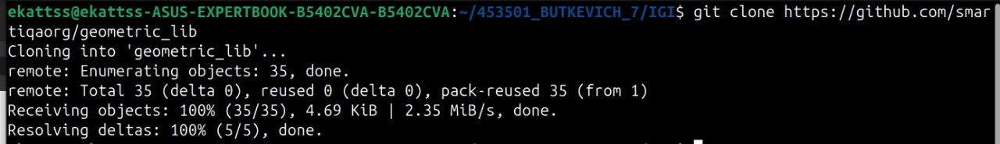 ekattss@ekattss-ASUS-EXPERTBOOK-B5402CVA-B5402CVA:~/453501_BUTKEVICH_7/IGI$ git clone https://github.com/smar
tiqaorg/geometric_lib
Cloning into 'geometric_lib'...
remote: Enumerating objects: 35, done.
remote: Total 35 (delta 0), reused 0 (delta 0), pack-reused 35 (from 1)
Receiving objects: 100% (35/35), 4.69 KiB | 2.35 MiB/s, done.
Resolving deltas: 100% (5/5), done.